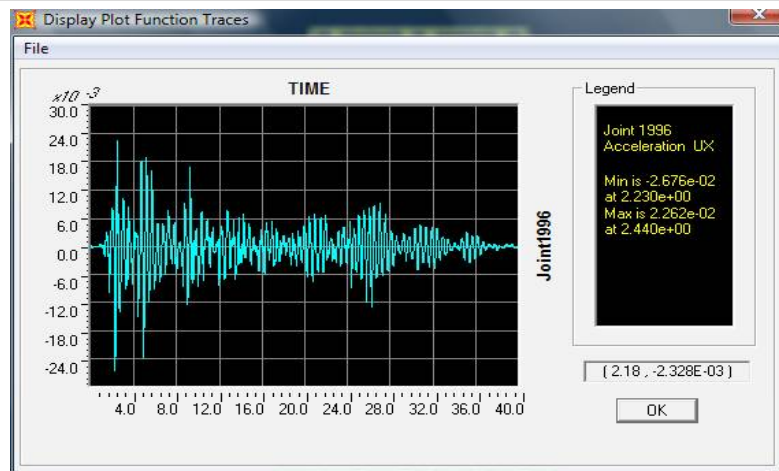 Display Plot Function Traces
File
TIME
x10 -3
30.0
24.0
18.0
12.0
6.0
0.0
-6.0
-12.0
-18.0
-24.0
4.0 8.0 12.0 16.0 20.0 24.0 28.0 32.0 36.0 40.0
Joint1996
Legend
Joint 1996
Acceleration UX
Min is -2.676e-02
at 2.230e+00
Max is 2.262e-02
at 2.440e+00
( 2.18 , -2.328E-03 )
OK